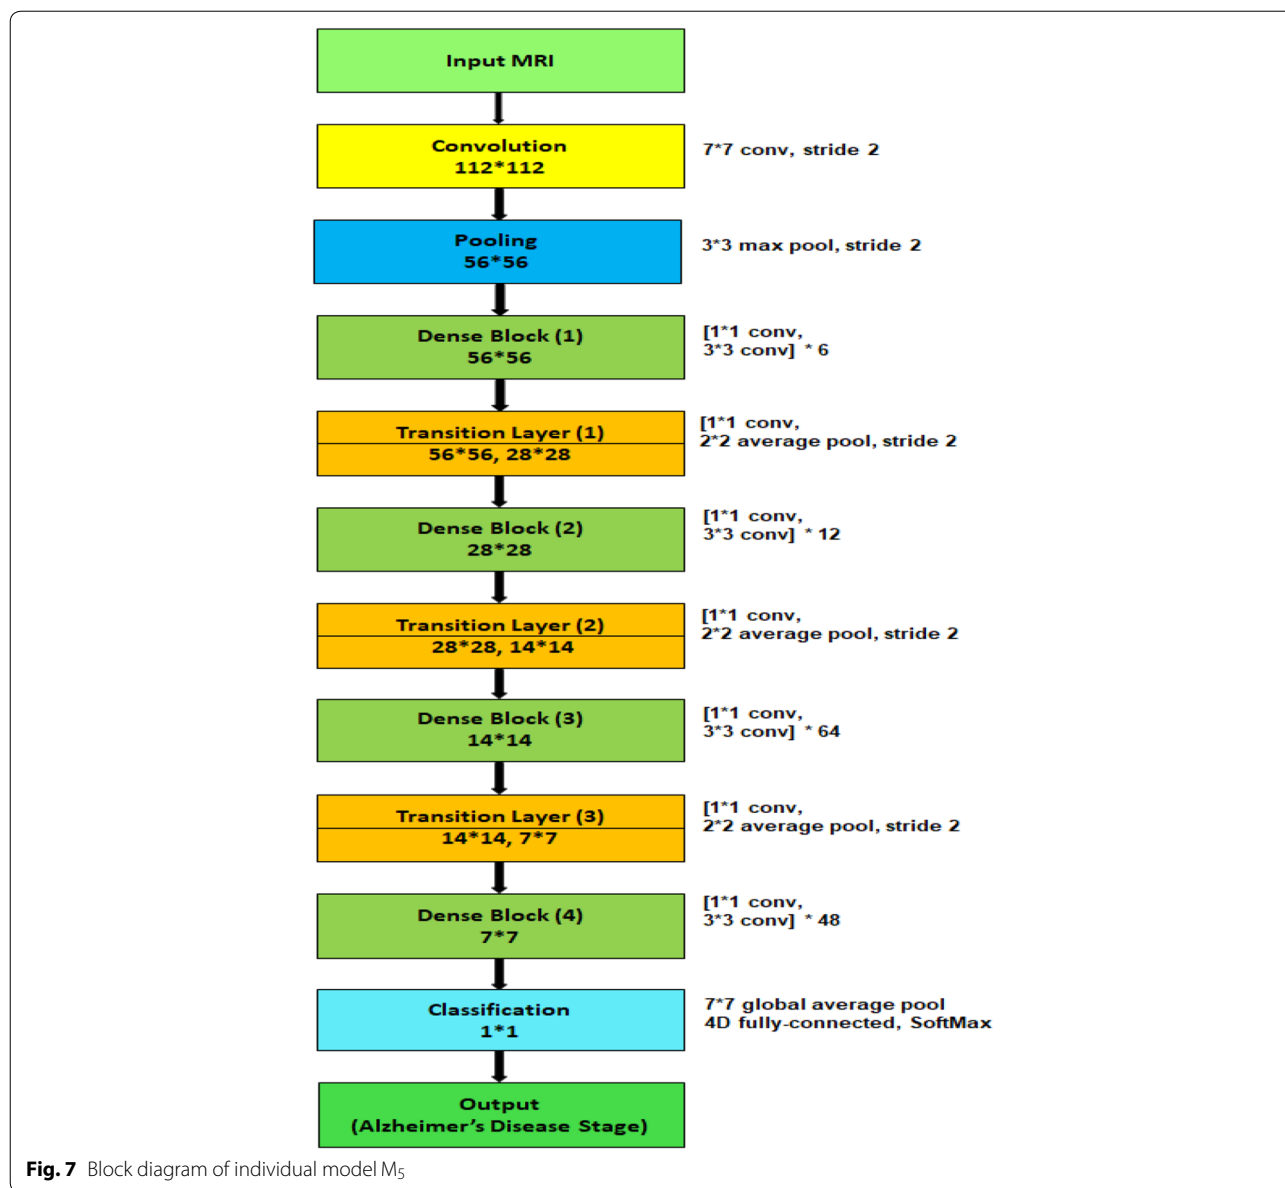 Input MRI
Convolution
112*112
7*7 conv, stride 2
Pooling
56*56
3*3 max pool, stride 2
Dense Block (1)
56*56
[1*1 conv,
3*3 conv] * 6
Transition Layer (1)
56*56, 28*28
[1*1 conv,
2*2 average pool, stride 2
Dense Block (2)
28*28
[1*1 conv,
3*3 conv] * 12
Transition Layer (2)
28*28, 14*14
[1*1 conv,
2*2 average pool, stride 2
Dense Block (3)
14*14
[1*1 conv,
3*3 conv] * 64
Transition Layer (3)
14*14, 7*7
[1*1 conv,
2*2 average pool, stride 2
Dense Block (4)
7*7
[1*1 conv,
3*3 conv] * 48
Classification
1*1
7*7 global average pool
4D fully-connected, SoftMax
Output
(Alzheimer’s Disease Stage)
Fig. 7 Block diagram of individual model M5